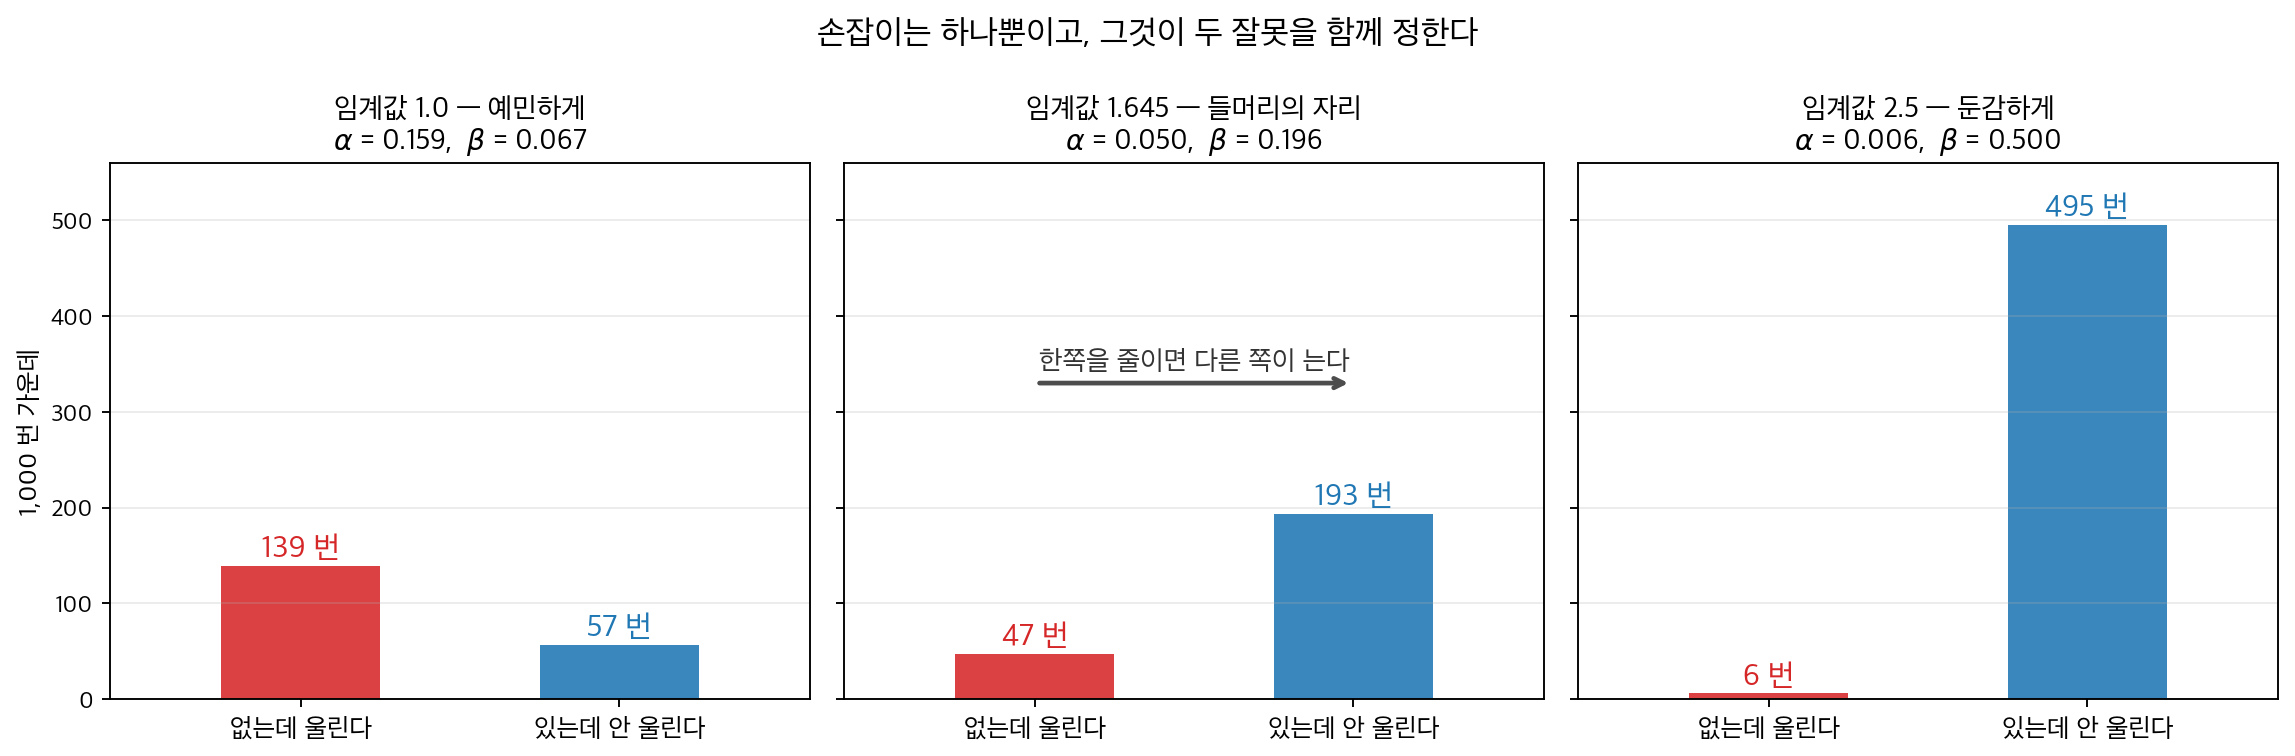 손잡이는 하나뿐이고, 그것이 두 잘못을 함께 정한다
임계값 1.0 — 예민하게
α = 0.159, β = 0.067
1,000 번 가운데
500
400
300
200
100
0
139 번
57 번
없는데 울린다
있는데 안 울린다
임계값 1.645 — 들머리의 자리
α = 0.050, β = 0.196
한쪽을 줄이면 다른 쪽이 는다
47 번
193 번
없는데 울린다
있는데 안 울린다
임계값 2.5 — 둔감하게
α = 0.006, β = 0.500
6 번
495 번
없는데 울린다
있는데 안 울린다